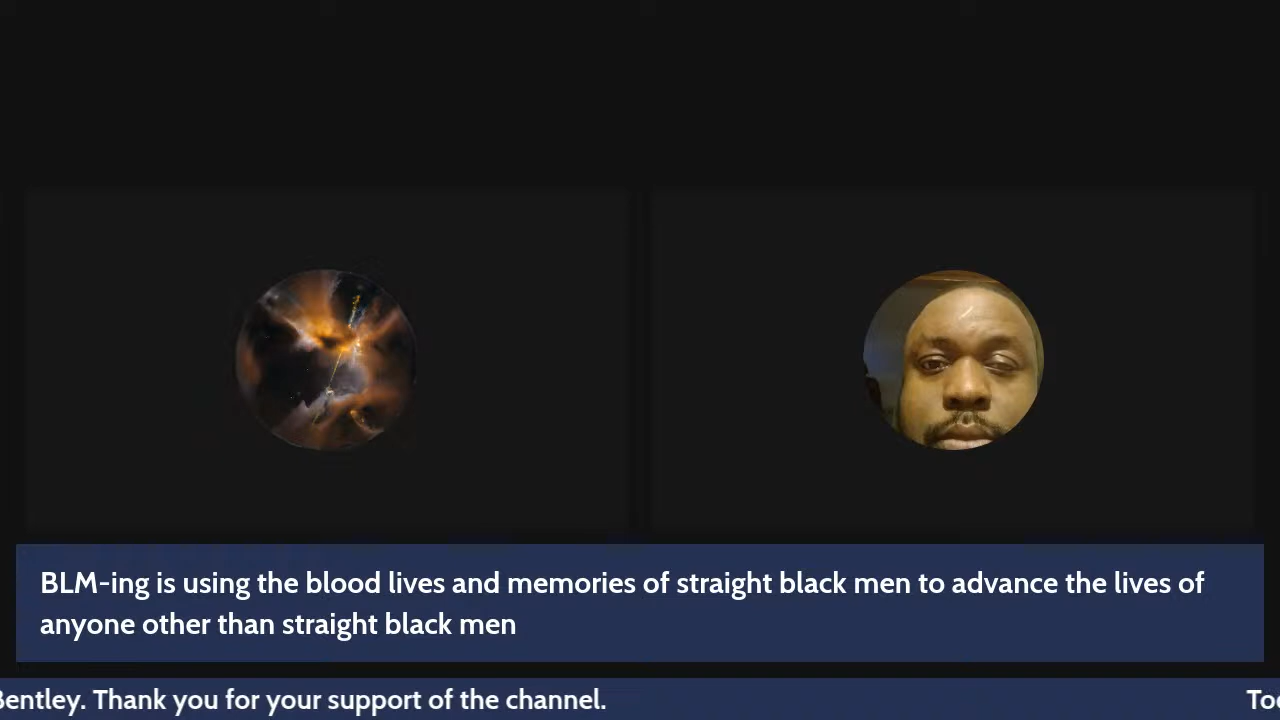 BLM-ing is using the blood lives and memories of straight black men to advance the lives of
anyone other than straight black men
Bentley. Thank you for your support of the channel.